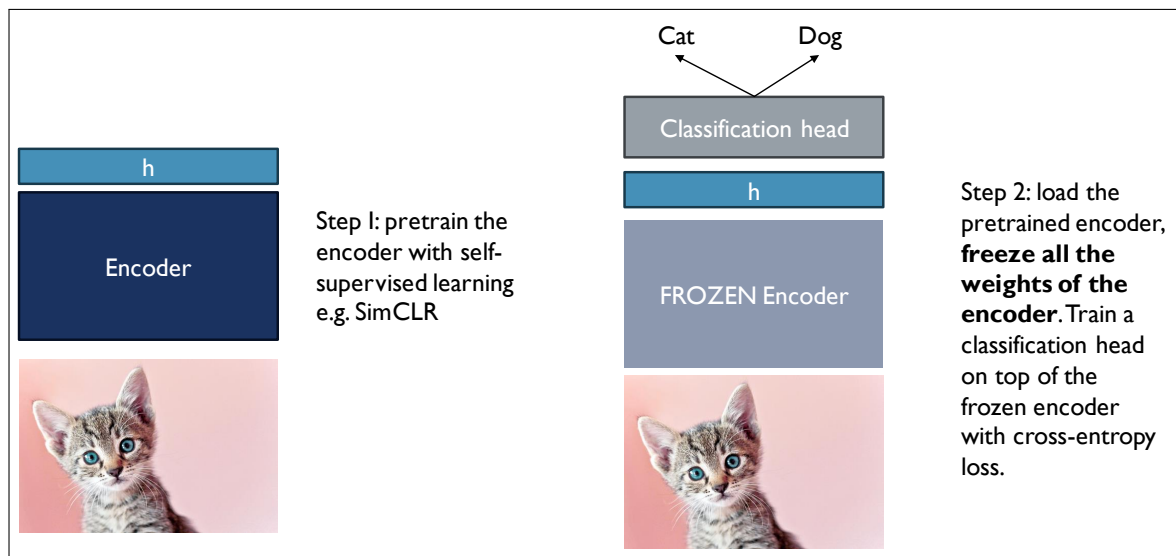 h
Encoder
Step 1: pretrain the
encoder with self-
supervised learning
e.g. SimCLR
Cat Dog
Classification head
h
FROZEN Encoder
Step 2: load the
pretrained encoder,
freeze all the
weights of the
encoder. Train a
classification head
on top of the
frozen encoder
with cross-entropy
loss.